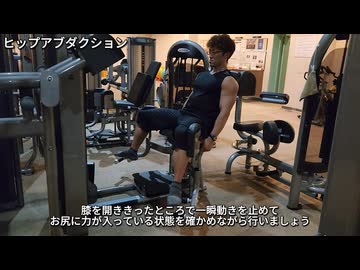 ヒップアブダクション
膝を開ききったところで一瞬動きを止めて
お尻に力が入っている状態を確かめながら行いましょう